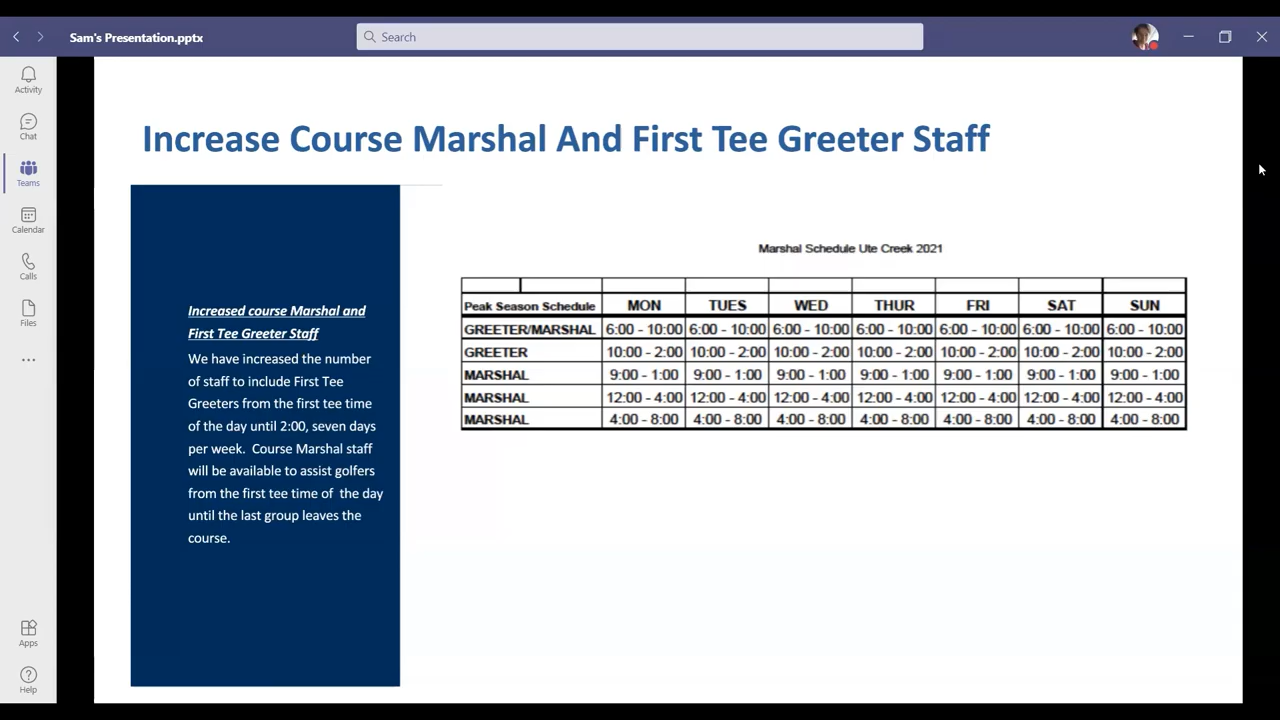 Sam's Presentation.pptx
Search
Activity
Chat
Teams
Calendar
Calls
Files
Apps
Help
Increase Course Marshal And First Tee Greeter Staff
Increased course Marshal and
First Tee Greeter Staff
We have increased the number
of staff to include First Tee
Greeters from the first tee time
of the day until 2:00, seven days
per week. Course Marshal staff
will be available to assist golfers
from the first tee time of the day
until the last group leaves the
course.
Marshal Schedule Ute Creek 2021
Peak Season Schedule MON TUES WED THUR FRI SAT SUN
GREETER/MARSHAL 6:00 - 10:00 6:00 - 10:00 6:00 - 10:00 6:00 - 10:00 6:00 - 10:00 6:00 - 10:00 6:00 - 10:00
GREETER 10:00 - 2:00 10:00 - 2:00 10:00 - 2:00 10:00 - 2:00 10:00 - 2:00 10:00 - 2:00 10:00 - 2:00
MARSHAL 9:00 - 1:00 9:00 - 1:00 9:00 - 1:00 9:00 - 1:00 9:00 - 1:00 9:00 - 1:00 9:00 - 1:00
MARSHAL 12:00 - 4:00 12:00 - 4:00 12:00 - 4:00 12:00 - 4:00 12:00 - 4:00 12:00 - 4:00 12:00 - 4:00
MARSHAL 4:00 - 8:00 4:00 - 8:00 4:00 - 8:00 4:00 - 8:00 4:00 - 8:00 4:00 - 8:00 4:00 - 8:00